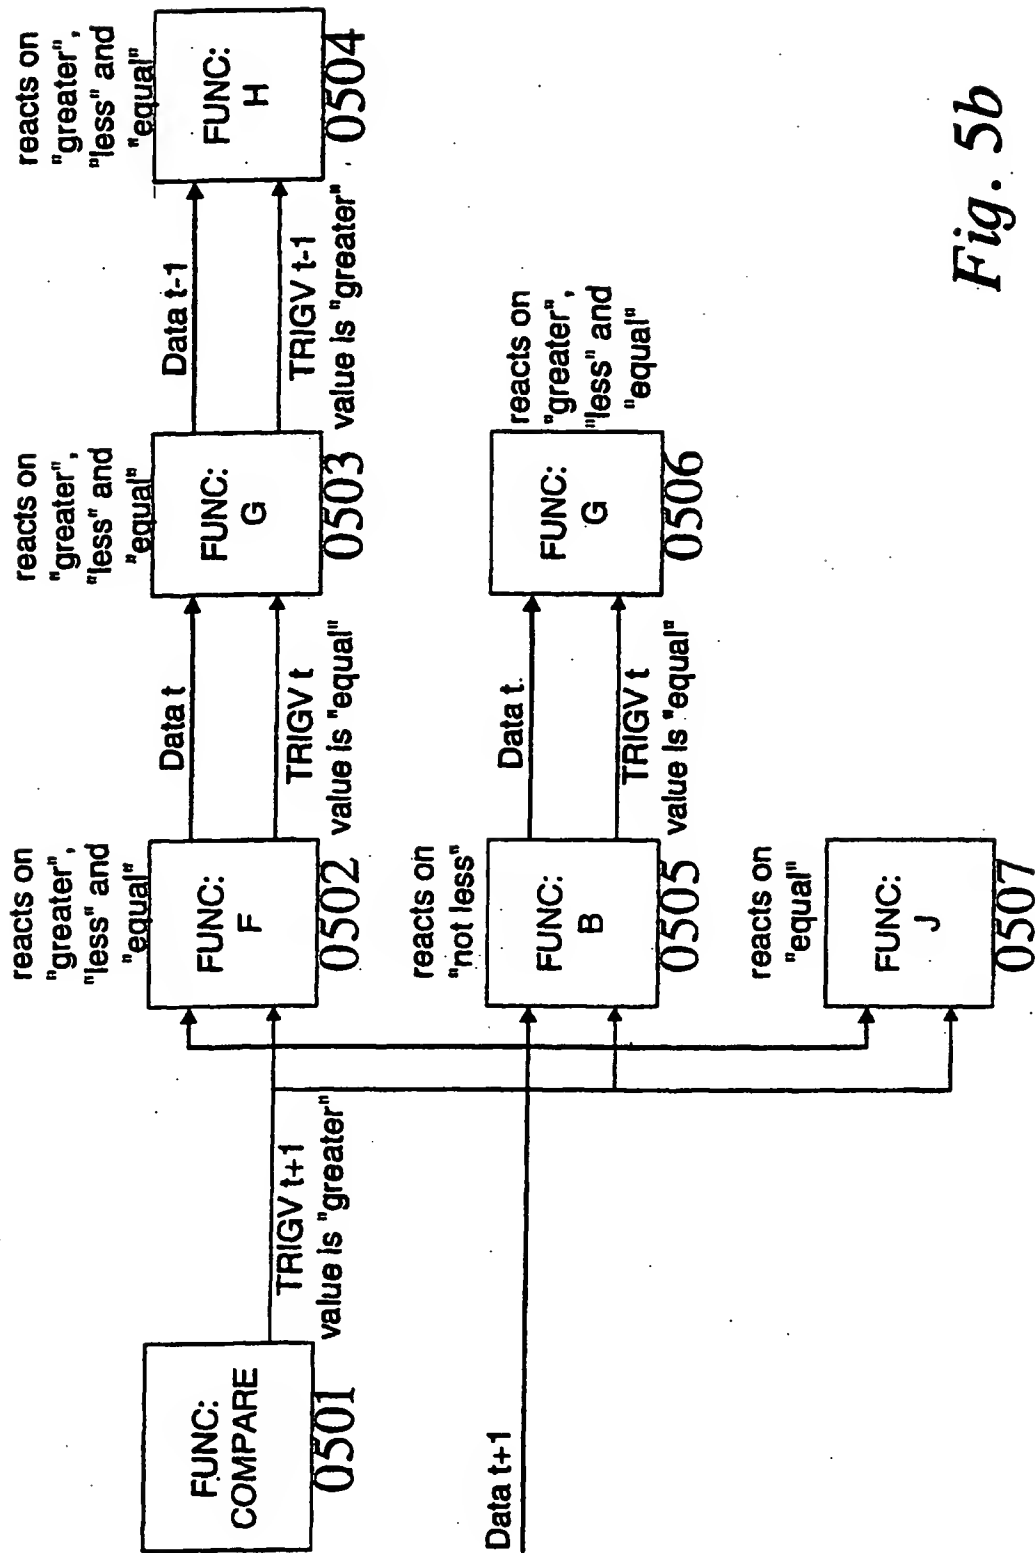 FUNC:
COMPARE
0501
TRIGV t+1
value is "greater"
Data t+1
reacts on
"greater",
"less" and
"equal"
FUNC:
F
0502
Data t
TRIGV t
value is "equal"
reacts on
"greater",
"less" and
"equal"
FUNC:
G
0503
Data t-1
TRIGV t-1
value is "greater"
reacts on
"greater",
"less" and
"equal"
FUNC:
H
0504
reacts on
"not less"
FUNC:
B
0505
Data t
TRIGV t
value is "equal"
reacts on
"greater",
"less" and
"equal"
FUNC:
G
0506
reacts on
"equal"
FUNC:
J
0507
Fig. 5b